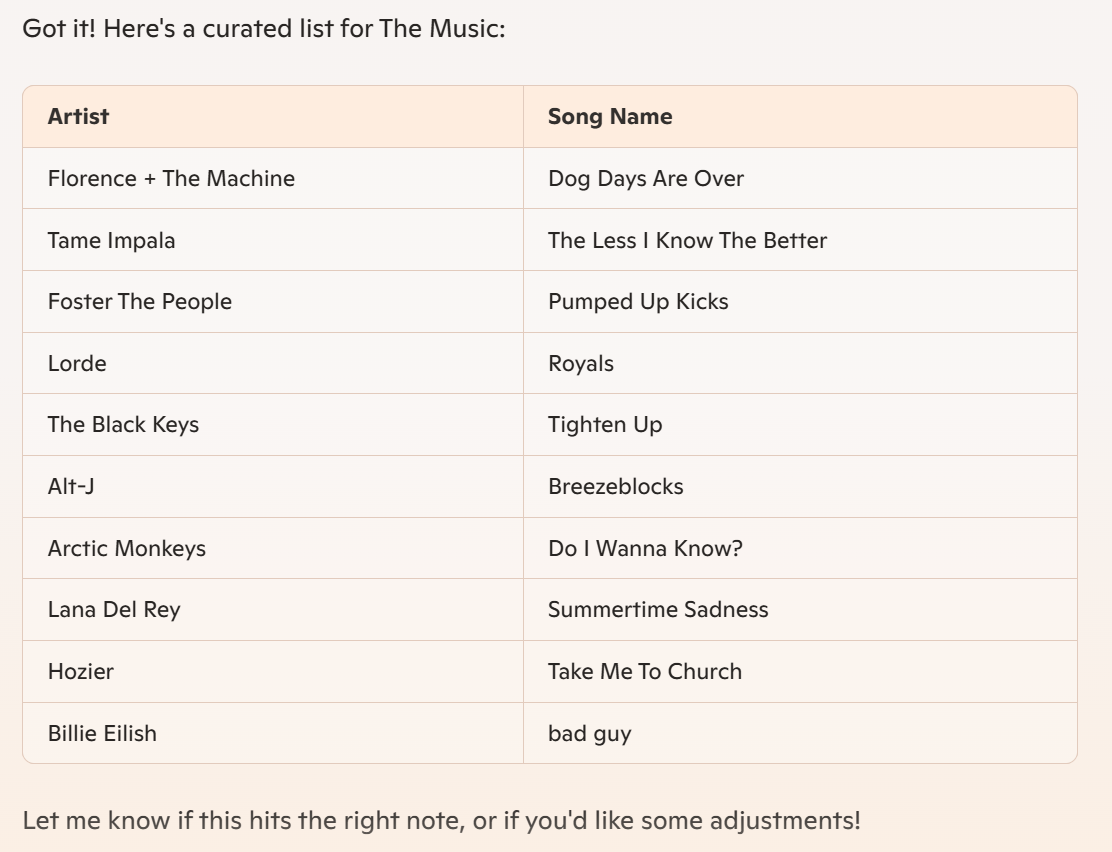 Got it! Here's a curated list for The Music:
Artist Song Name
Florence + The Machine Dog Days Are Over
Tame Impala The Less I Know The Better
Foster The People Pumped Up Kicks
Lorde Royals
The Black Keys Tighten Up
Alt-J Breezeblocks
Arctic Monkeys Do I Wanna Know?
Lana Del Rey Summertime Sadness
Hozier Take Me To Church
Billie Eilish bad guy
Let me know if this hits the right note, or if you'd like some adjustments!